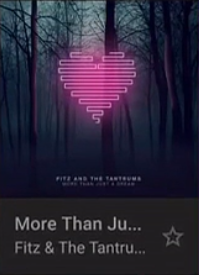 FITZ AND THE TANTRUMS
MORE THAN JUST A DREAM
More Than Ju...
Fitz & The Tantru...